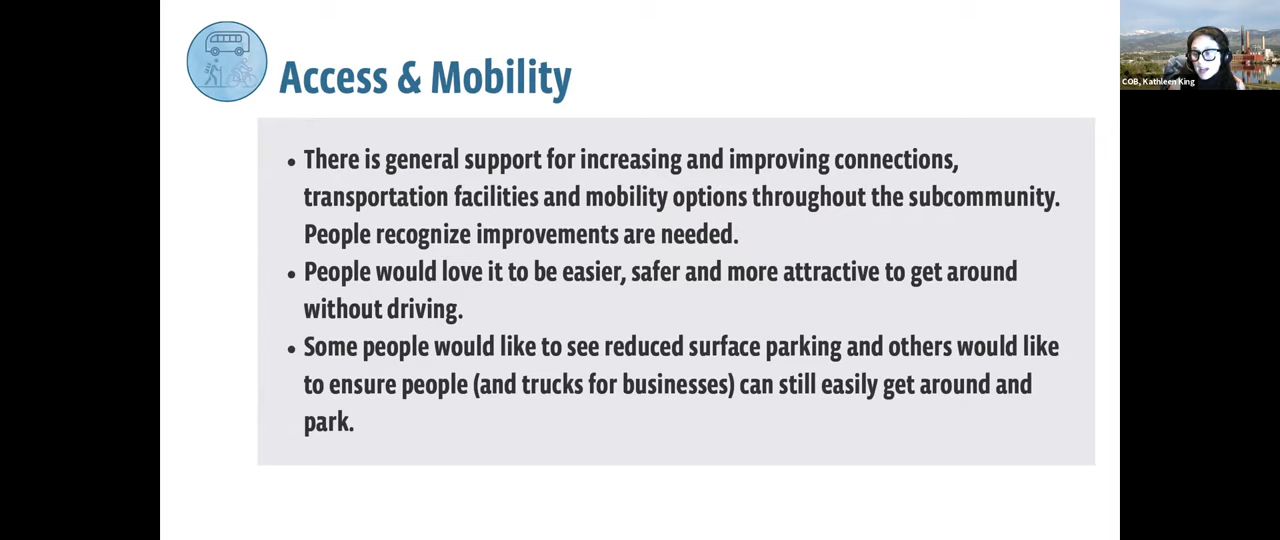 Access & Mobility
COB, Kathleen King
• There is general support for increasing and improving connections,
transportation facilities and mobility options throughout the subcommunity.
People recognize improvements are needed.
• People would love it to be easier, safer and more attractive to get around
without driving.
• Some people would like to see reduced surface parking and others would like
to ensure people (and trucks for businesses) can still easily get around and
park.